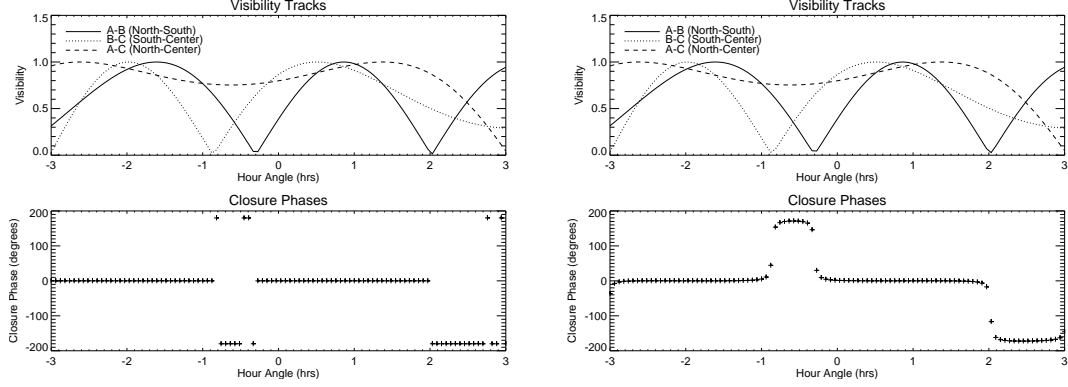 Visibility Tracks
1.5
1.0
0.5
0.0
Visibility
A-B (North-South)
B-C (South-Center)
A-C (North-Center)
-3 -2 -1 0 1 2 3
Hour Angle (hrs)
Closure Phases
200
100
0
-100
-200
Closure Phase (degrees)
-3 -2 -1 0 1 2 3
Hour Angle (hrs)
Visibility Tracks
1.5
1.0
0.5
0.0
Visibility
A-B (North-South)
B-C (South-Center)
A-C (North-Center)
-3 -2 -1 0 1 2 3
Hour Angle (hrs)
Closure Phases
200
100
0
-100
-200
Closure Phase (degrees)
-3 -2 -1 0 1 2 3
Hour Angle (hrs)